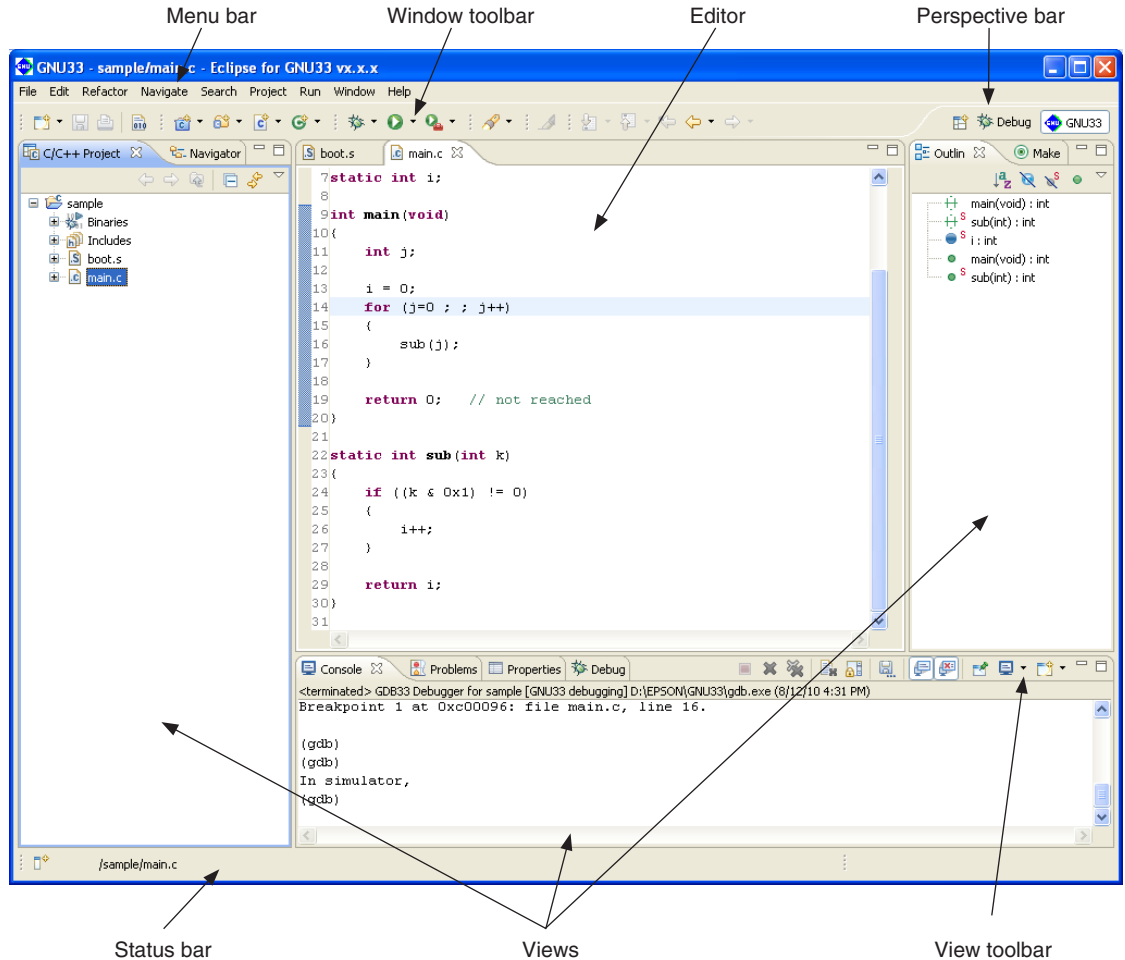 Menu bar Window toolbar Editor Perspective bar
GNU33 - sample/main.c - Eclipse for GNU33 vx.x.x
File Edit Refactor Navigate Search Project Run Window Help
Debug GNU33
C/C++ Project Navigator
sample
Binaries
Includes
boot.s
main.c
boot.s main.c
7 static int i;
8
9 int main(void)
10 {
11 int j;
12
13 i = 0;
14 for (j=0 ; ; j++)
15 {
16 sub(j);
17 }
18
19 return 0; // not reached
20 }
21
22 static int sub(int k)
23 {
24 if ((k & 0x1) != 0)
25 {
26 i++;
27 }
28
29 return i;
30 }
31
Outlin Make
main(void) : int
sub(int) : int
i : int
main(void) : int
sub(int) : int
Console Problems Properties Debug
<terminated> GDB33 Debugger for sample [GNU33 debugging] D:\EPSON\GNU33\gdb.exe (8/12/10 4:31 PM)
Breakpoint 1 at 0xc00096: file main.c, line 16.
(gdb)
(gdb)
In simulator,
(gdb)
/sample/main.c
Status bar Views View toolbar